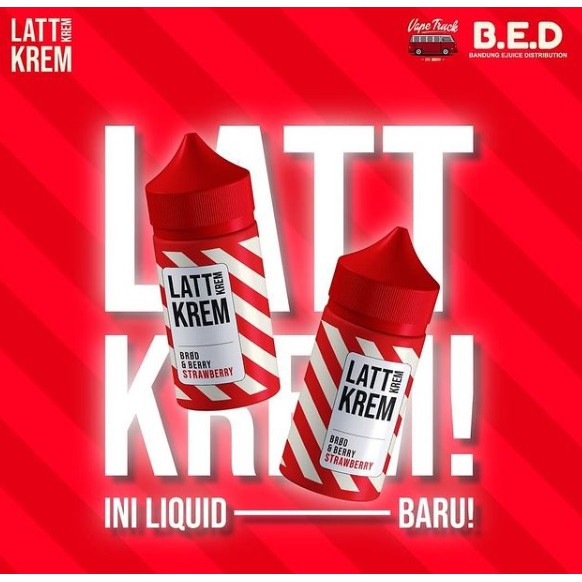 LATT KREM
KREM
Vape Truck
B.E.D
BANDUNG EJUICE DISTRIBUTION
LATT
KREM!
LATT KREM
KREM
BRØD
& BERRY
STRAWBERRY
LATT KREM
KREM
BRØD
& BERRY
STRAWBERRY
INI LIQUID BARU!